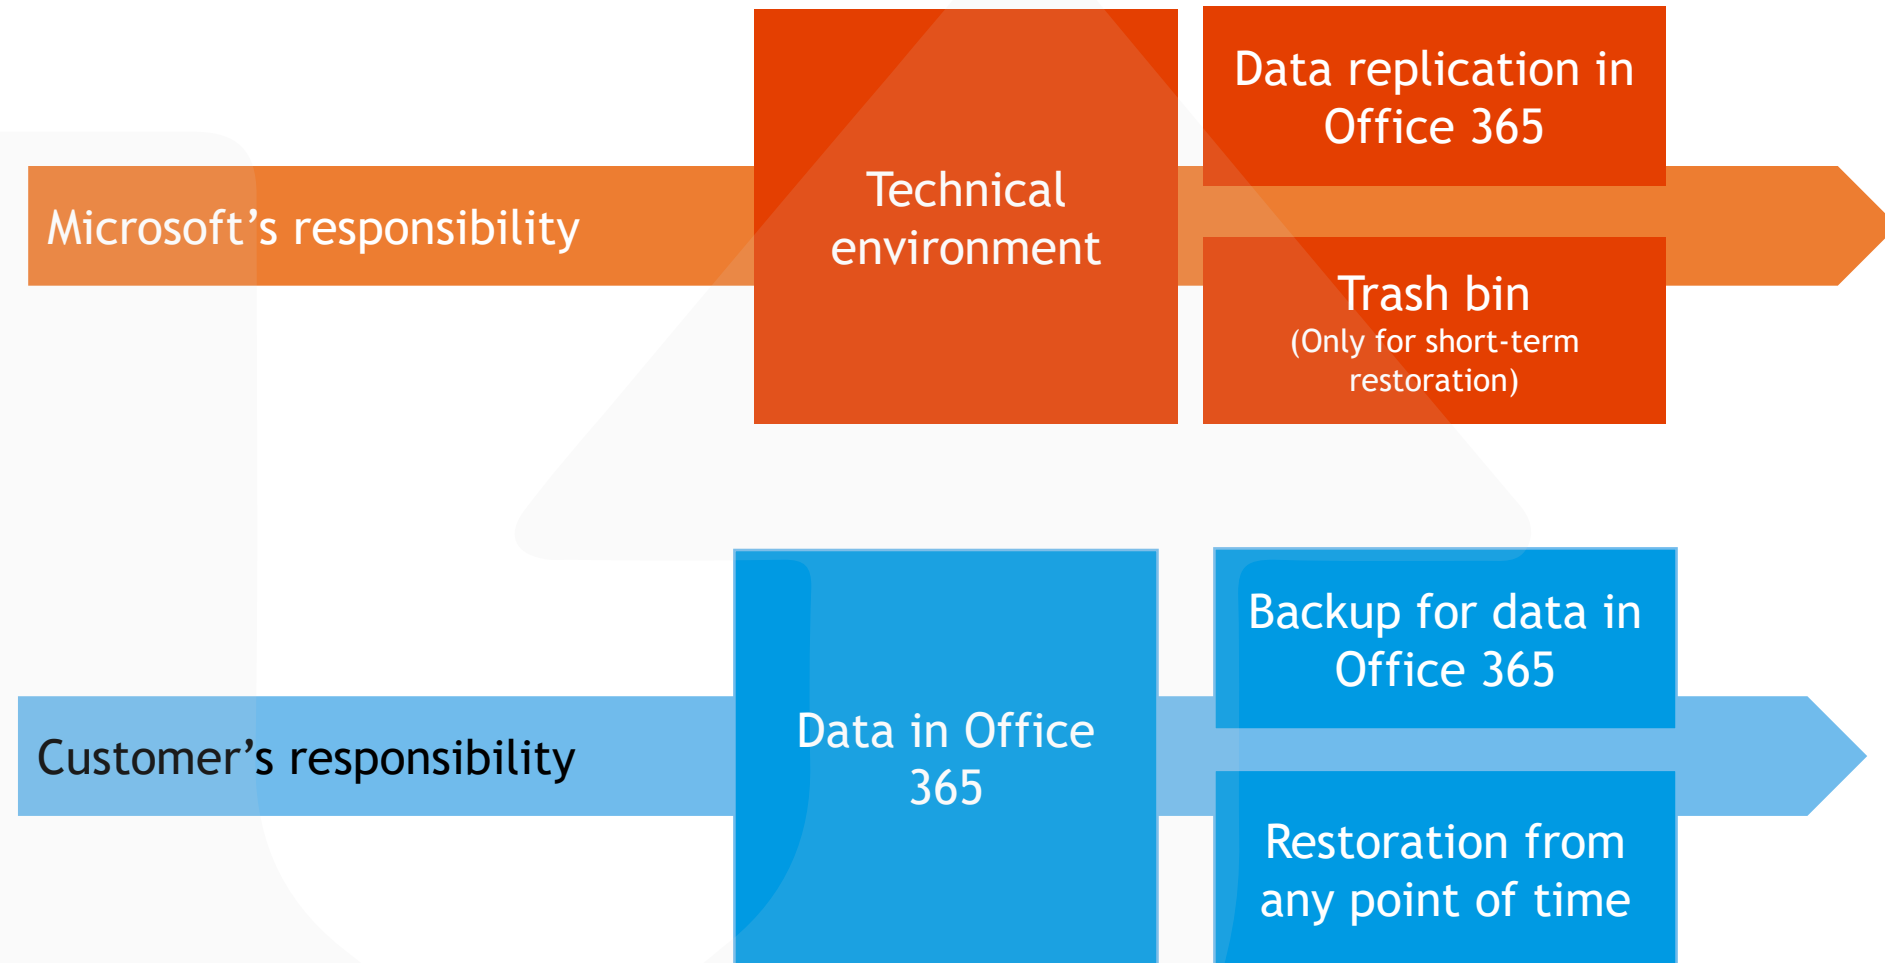 Microsoft’s responsibility
Technical
environment
Data replication in
Office 365
Trash bin
(Only for short-term
restoration)
Customer’s responsibility
Data in Office
365
Backup for data in
Office 365
Restoration from
any point of time